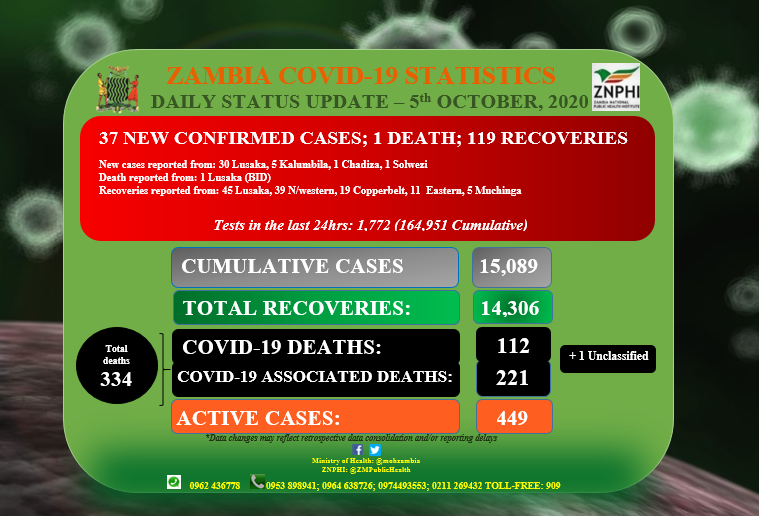 ZAMBIA COVID-19 STATISTICS
DAILY STATUS UPDATE – 5th OCTOBER, 2020
ZNPHI
ZAMBIA NATIONAL
PUBLIC HEALTH INSTITUTE
37 NEW CONFIRMED CASES; 1 DEATH; 119 RECOVERIES
New cases reported from: 30 Lusaka, 5 Kalumbila, 1 Chadiza, 1 Solwezi
Death reported from: 1 Lusaka (BID)
Recoveries reported from: 45 Lusaka, 39 N/western, 19 Copperbelt, 11 Eastern, 5 Muchinga
Tests in the last 24hrs: 1,772 (164,951 Cumulative)
CUMULATIVE CASES 15,089
TOTAL RECOVERIES: 14,306
Total
deaths
334
COVID-19 DEATHS: 112
COVID-19 ASSOCIATED DEATHS: 221
+ 1 Unclassified
ACTIVE CASES: 449
*Data changes may reflect retrospective data consolidation and/or reporting delays
Ministry of Health: @mohzambia
ZNPHI: @ZMPublicHealth
0962 436778 0953 898941; 0964 638726; 0974493553; 0211 269432 TOLL-FREE: 909